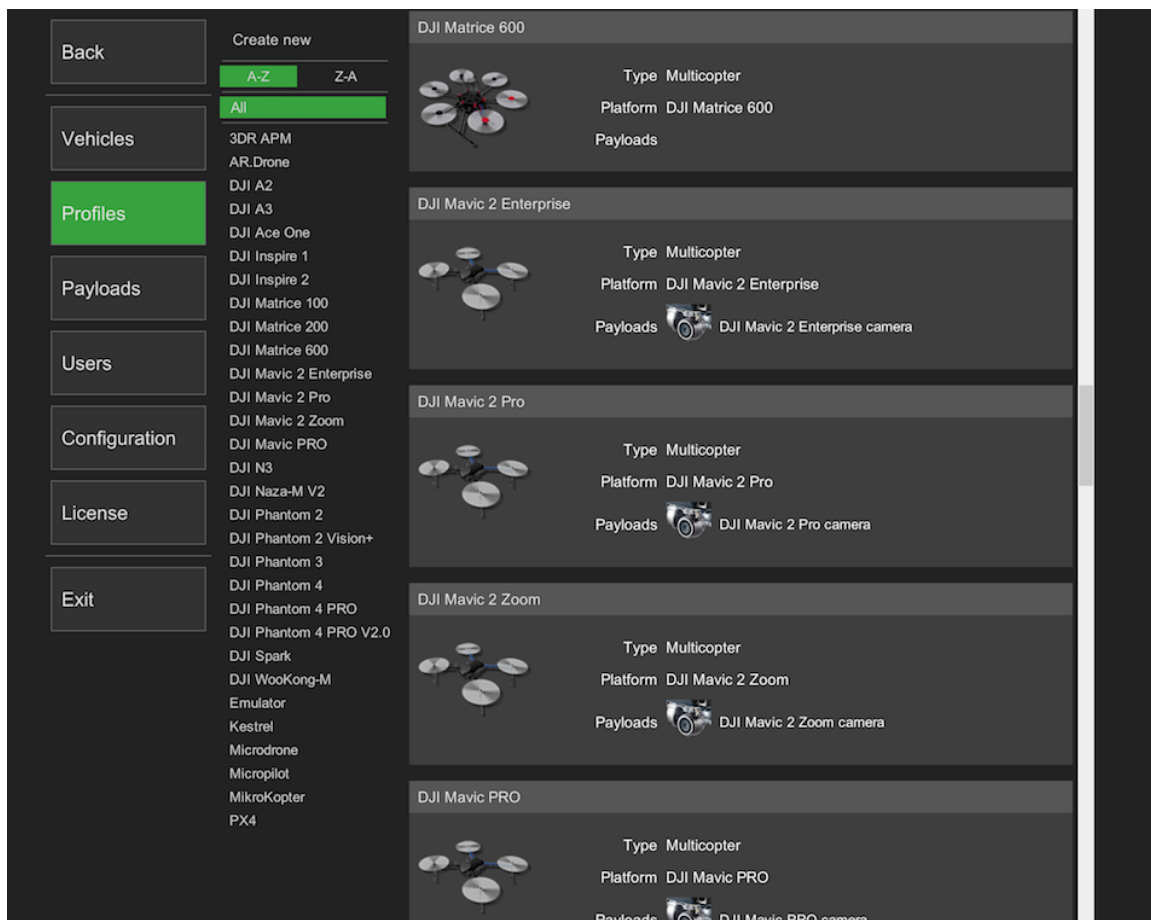 Back
Vehicles
Profiles
Payloads
Users
Configuration
License
Exit
Create new
A-Z Z-A
All
3DR APM
AR.Drone
DJI A2
DJI A3
DJI Ace One
DJI Inspire 1
DJI Inspire 2
DJI Matrice 100
DJI Matrice 200
DJI Matrice 600
DJI Mavic 2 Enterprise
DJI Mavic 2 Pro
DJI Mavic 2 Zoom
DJI Mavic PRO
DJI N3
DJI Naza-M V2
DJI Phantom 2
DJI Phantom 2 Vision+
DJI Phantom 3
DJI Phantom 4
DJI Phantom 4 PRO
DJI Phantom 4 PRO V2.0
DJI Spark
DJI WooKong-M
Emulator
Kestrel
Microdrone
Micropilot
MikroKopter
PX4
DJI Matrice 600
Type Multicopter
Platform DJI Matrice 600
Payloads
DJI Mavic 2 Enterprise
Type Multicopter
Platform DJI Mavic 2 Enterprise
Payloads DJI Mavic 2 Enterprise camera
DJI Mavic 2 Pro
Type Multicopter
Platform DJI Mavic 2 Pro
Payloads DJI Mavic 2 Pro camera
DJI Mavic 2 Zoom
Type Multicopter
Platform DJI Mavic 2 Zoom
Payloads DJI Mavic 2 Zoom camera
DJI Mavic PRO
Type Multicopter
Platform DJI Mavic PRO
Payloads DJI Mavic PRO camera